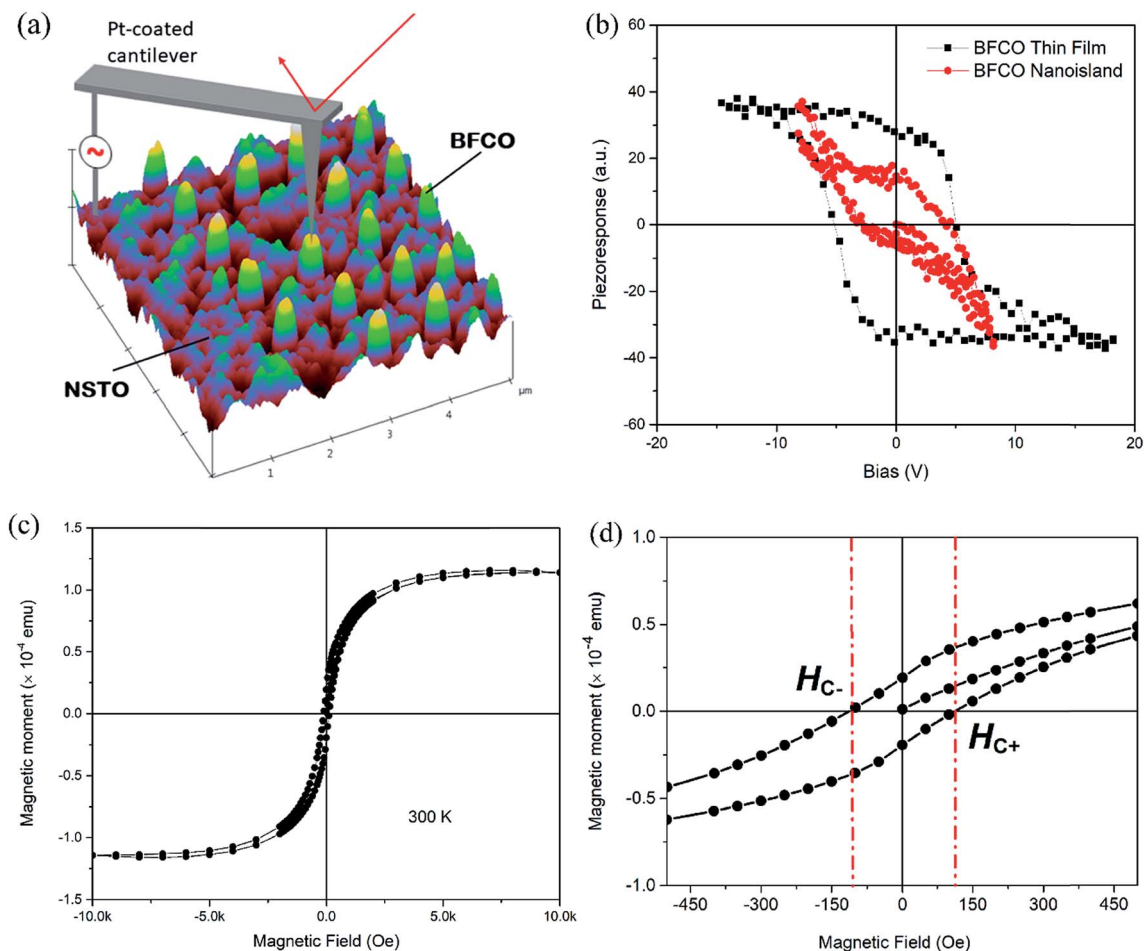 (a)
Pt-coated
cantilever
~
BFCO
NSTO
1
2
3
4
μm
(b)
60
40
20
0
-20
-40
-60
-20
-10
0
10
20
Piezoresponse (a.u.)
Bias (V)
BFCO Thin Film
BFCO Nanoisland
(c)
1.5
1.0
0.5
0.0
-0.5
-1.0
-1.5
-10.0k
-5.0k
0.0
5.0k
10.0k
Magnetic moment (× 10⁻⁴ emu)
Magnetic Field (Oe)
300 K
(d)
1.0
0.5
0.0
-0.5
-1.0
-450
-300
-150
0
150
300
450
Magnetic moment (× 10⁻⁴ emu)
Magnetic Field (Oe)
HC-
HC+